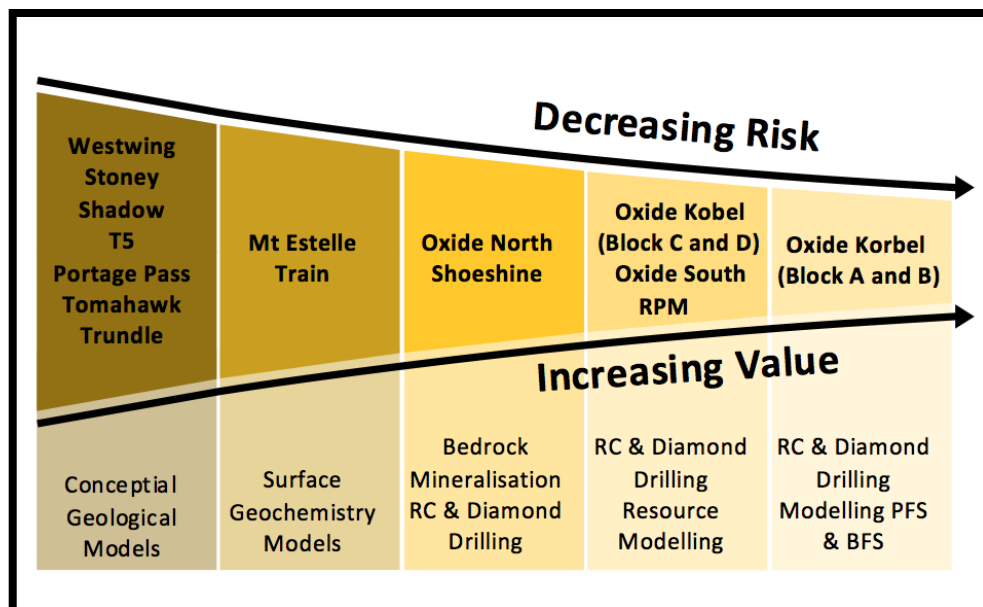 Decreasing Risk
Westwing
Stoney
Shadow
T5
Portage Pass
Tomahawk
Trundle
Mt Estelle
Train
Oxide North
Shoeshine
Oxide Kobel
(Block C and D)
Oxide South
RPM
Oxide Korbel
(Block A and B)
Increasing Value
Conceptial
Geological
Models
Surface
Geochemistry
Models
Bedrock
Mineralisation
RC & Diamond
Drilling
RC & Diamond
Drilling
Resource
Modelling
RC & Diamond
Drilling
Modelling PFS
& BFS